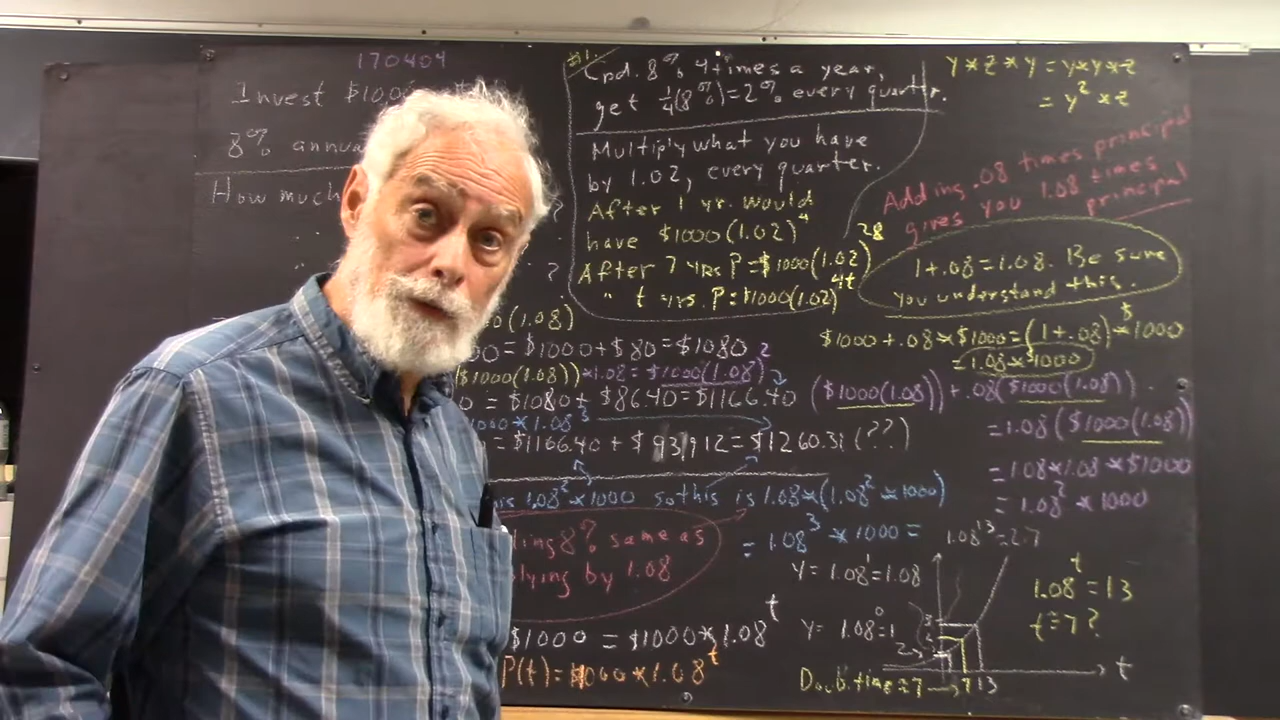 170404
Invest $100
8% annua
How much
?
?
#1.
Cpd. 8% 4 times a year,
get ¼(8%)=2% every quarter.
Multiply what you have
by 1.02, every quarter.
After 1 yr. would
have $1000(1.02)^4
After 7 yrs P=$1000(1.02)^28
" t yrs. P=$1000(1.02)^4t
(1.08)
= $1000+$80=$1080
($1000(1.08))*1.08=$1000(1.08)^2
0 = $1080+ $86.40=$1166.40
000*1.08^3
= $1166.40 + $93.912=$1260.31(??)
is 1.08^2*1000 so this is 1.08*(1.08^2*1000)
= 1.08^3*1000=
ing 8% same as
lying by 1.08
$1000 = $1000*1.08^t
P(t)=1000*1.08^t
y*z*y=y*y*z
= y^2*z
Adding .08 times principal
gives you 1.08 times
principal
1+.08=1.08. Be sure
you understand this.
$1000+.08*$1000=(1+.08)*$1000
=1.08*$1000
($1000(1.08))+.08($1000(1.08))
=1.08($1000(1.08))
=1.08*1.08*$1000
=1.08^2*1000
1.08^13=2.7
y= 1.08^1=1.08
y= 1.08^0=1
1.08^t=13
t=7?
t
7 13